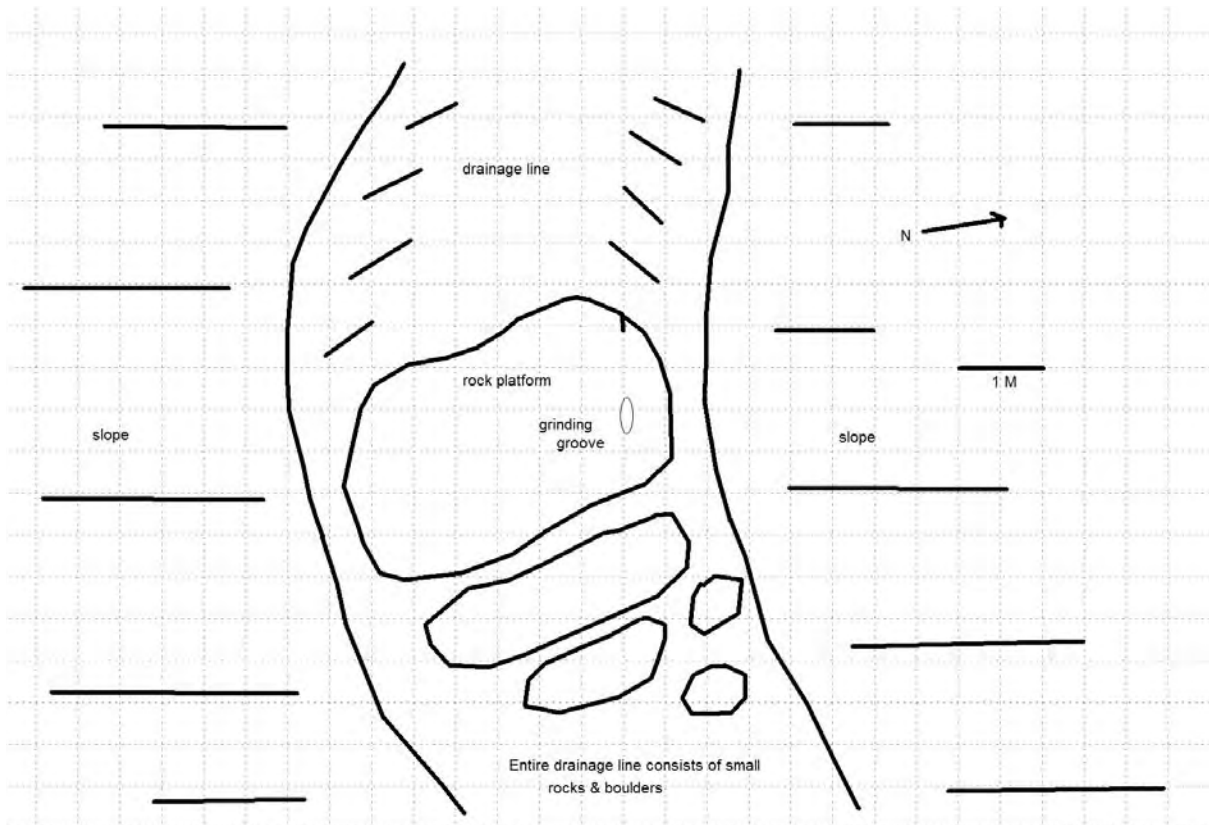 drainage line
N
rock platform
1 M
grinding
groove
slope
slope
Entire drainage line consists of small
rocks & boulders